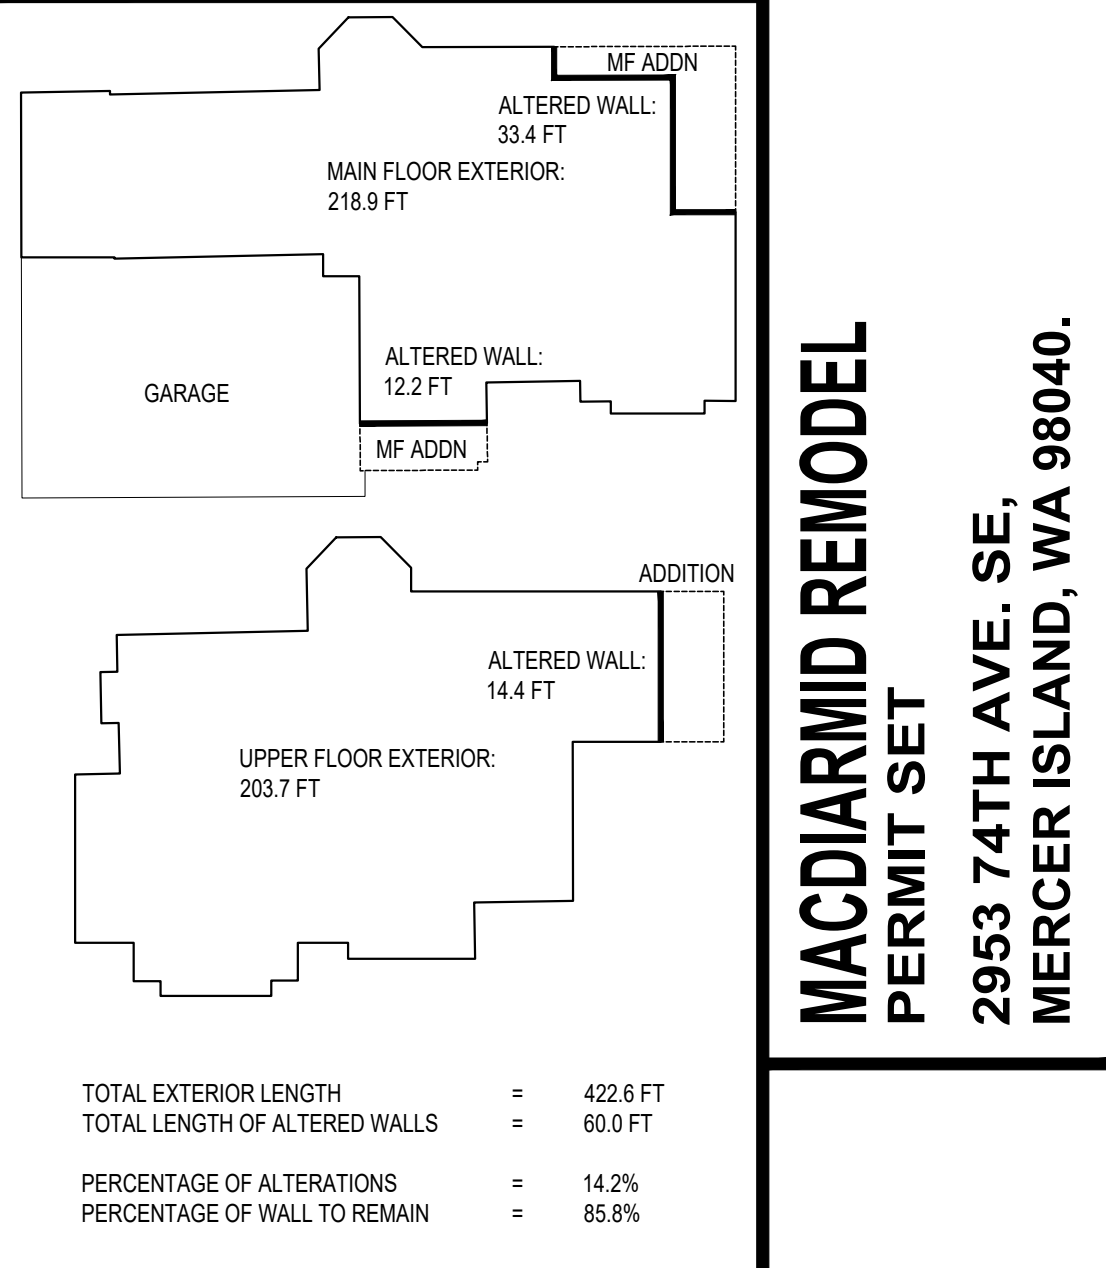 MF ADDN
ALTERED WALL:
33.4 FT
MAIN FLOOR EXTERIOR:
218.9 FT
ALTERED WALL:
12.2 FT
GARAGE
MF ADDN
ADDITION
ALTERED WALL:
14.4 FT
UPPER FLOOR EXTERIOR:
203.7 FT
TOTAL EXTERIOR LENGTH = 422.6 FT
TOTAL LENGTH OF ALTERED WALLS = 60.0 FT
PERCENTAGE OF ALTERATIONS = 14.2%
PERCENTAGE OF WALL TO REMAIN = 85.8%
MACDIARMID REMODEL
PERMIT SET
2953 74TH AVE. SE,
MERCER ISLAND, WA 98040.